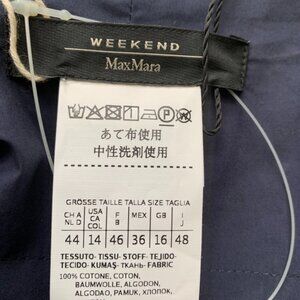 WEEKEND
MaxMara
あて布使用
中性洗剤使用
GRÖSSE TAILLE TALLA SIZE TAGLIA
CH A NL D
USA CA CO
F B
MEX
GB
I J
44 14 46 36 16 48
TESSUTO- TISSU- STOFF- TEJIDO-
TECIDO- KUMAŞ- ТКАНЬ- FABRIC
100% COTONE, COTON,
BAUMWOLLE, ALGODON,
ALGODAO, PAMUK, ХЛОПОК,